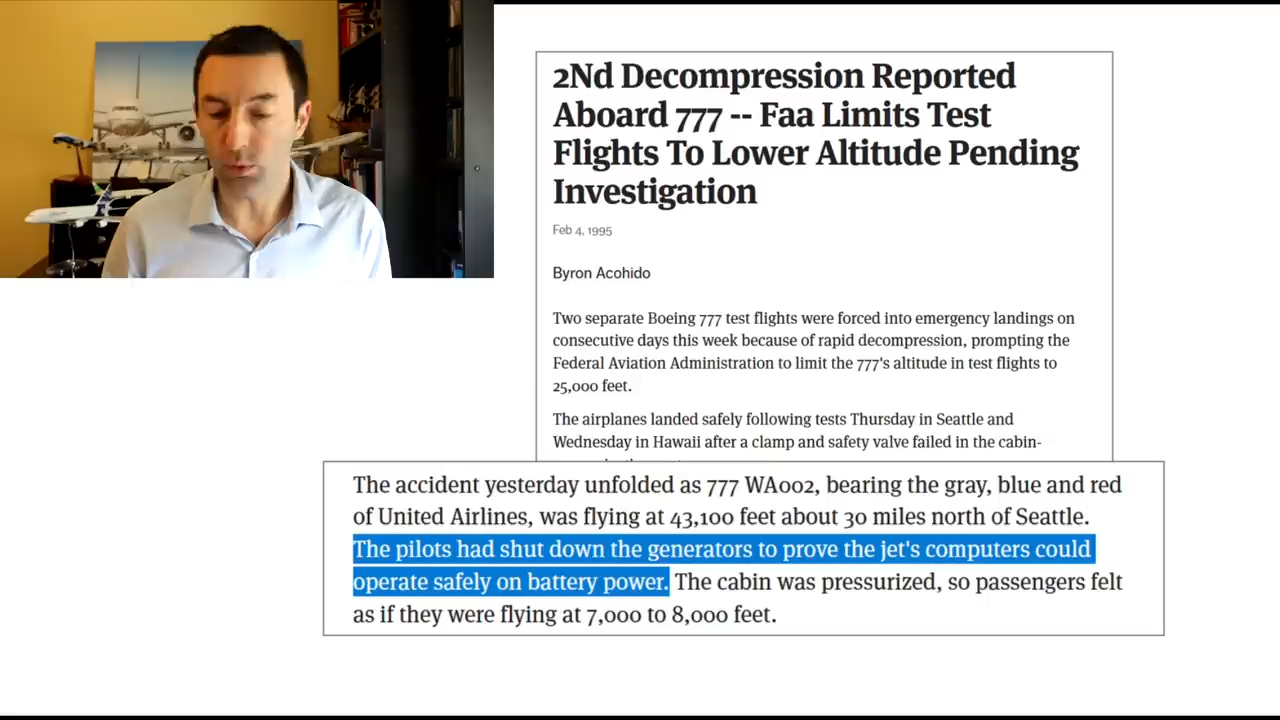 2Nd Decompression Reported
Aboard 777 -- Faa Limits Test
Flights To Lower Altitude Pending
Investigation
Feb 4, 1995
Byron Acohido
Two separate Boeing 777 test flights were forced into emergency landings on
consecutive days this week because of rapid decompression, prompting the
Federal Aviation Administration to limit the 777's altitude in test flights to
25,000 feet.
The airplanes landed safely following tests Thursday in Seattle and
Wednesday in Hawaii after a clamp and safety valve failed in the cabin-
The accident yesterday unfolded as 777 WA002, bearing the gray, blue and red
of United Airlines, was flying at 43,100 feet about 30 miles north of Seattle.
The pilots had shut down the generators to prove the jet's computers could
operate safely on battery power. The cabin was pressurized, so passengers felt
as if they were flying at 7,000 to 8,000 feet.